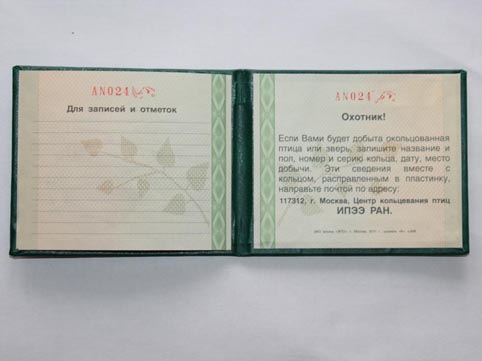 AN024
Для записей и отметок
AN024
Охотник!
Если Вами будет добыта окольцованная
птица или зверь, запишите название и
пол, номер и серию кольца, дату, место
добычи. Эти сведения вместе с
кольцом, расправленным в пластинку,
направьте почтой по адресу:
117312, г. Москва, Центр кольцевания птиц
ИПЭЭ РАН.